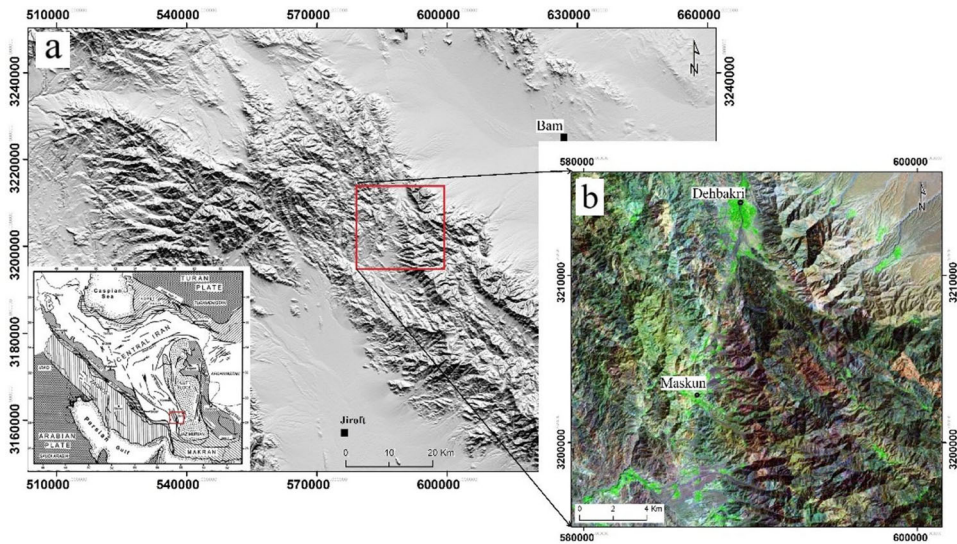 510000 540000 570000 600000 630000 660000
a
N
3240000
3240000
3220000
3200000
3180000
3160000
Bam
Jiroft
0 10 20 KM
510000 540000 570000 600000
Caspian
Sea
TURAN
PLATE
CENTRAL IRAN
ARABIAN
PLATE
Persian Gulf
MAKRAN
580000 600000
b
N
Dehbakri
3210000
3210000
Maskun
3200000
3200000
0 2 4 Km
580000 600000